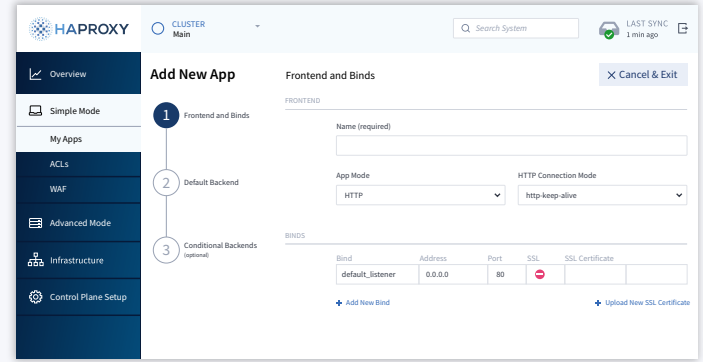 HAPROXY
CLUSTER
Main
Search System
LAST SYNC
1 min ago
Overview
Simple Mode
My Apps
ACLs
WAF
Advanced Mode
Infrastructure
Control Plane Setup
Add New App
1 Frontend and Binds
2 Default Backend
3 Conditional Backends
(optional)
Frontend and Binds
Cancel & Exit
FRONTEND
Name (required)
App Mode HTTP Connection Mode
HTTP http-keep-alive
BINDS
Bind Address Port SSL SSL Certificate
default_listener 0.0.0.0 80
Add New Bind Upload New SSL Certificate